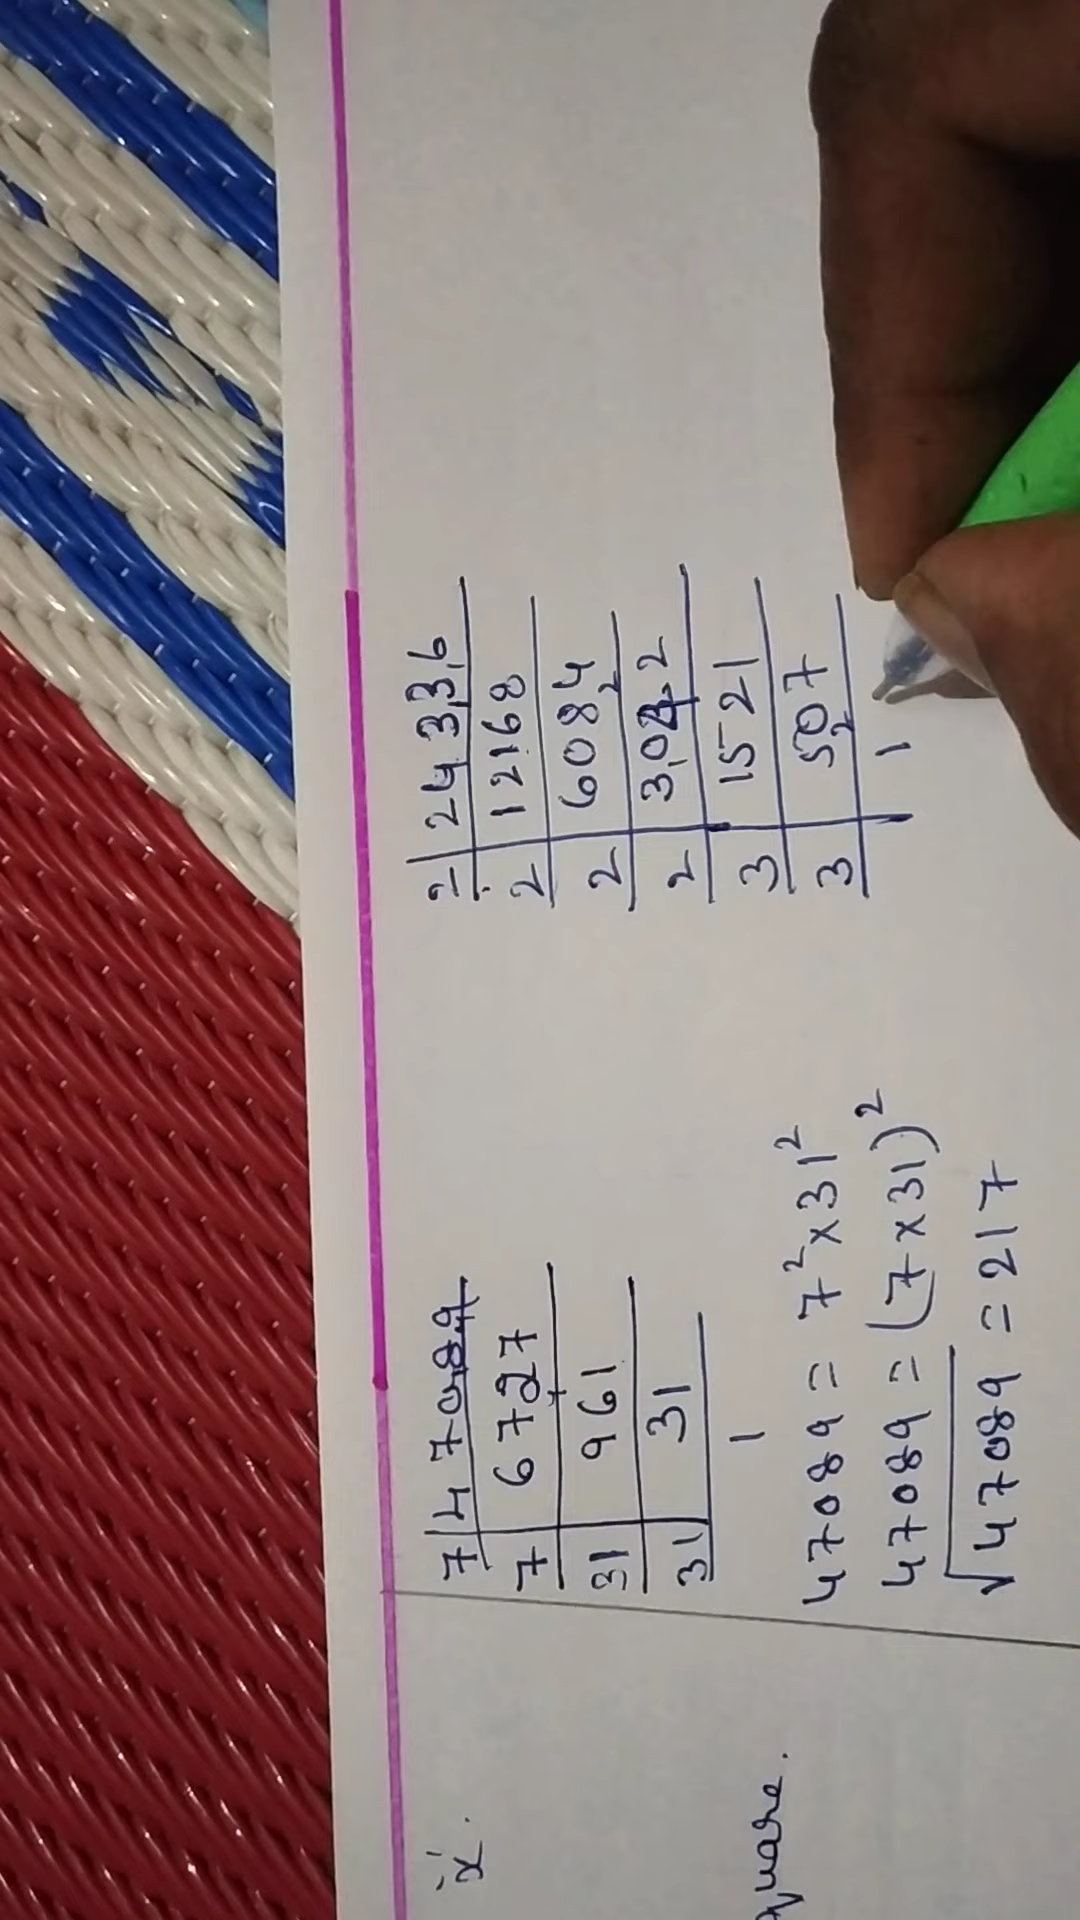 x'.
quare.
7 | 47089
7 | 6727
31 | 961
31 | 31
1
47089 = 7² x 31²
47089 = (7 x 31)²
√47089 = 217
2 | 24336
2 | 12168
2 | 6084
2 | 3042
3 | 1521
3 | 507
1